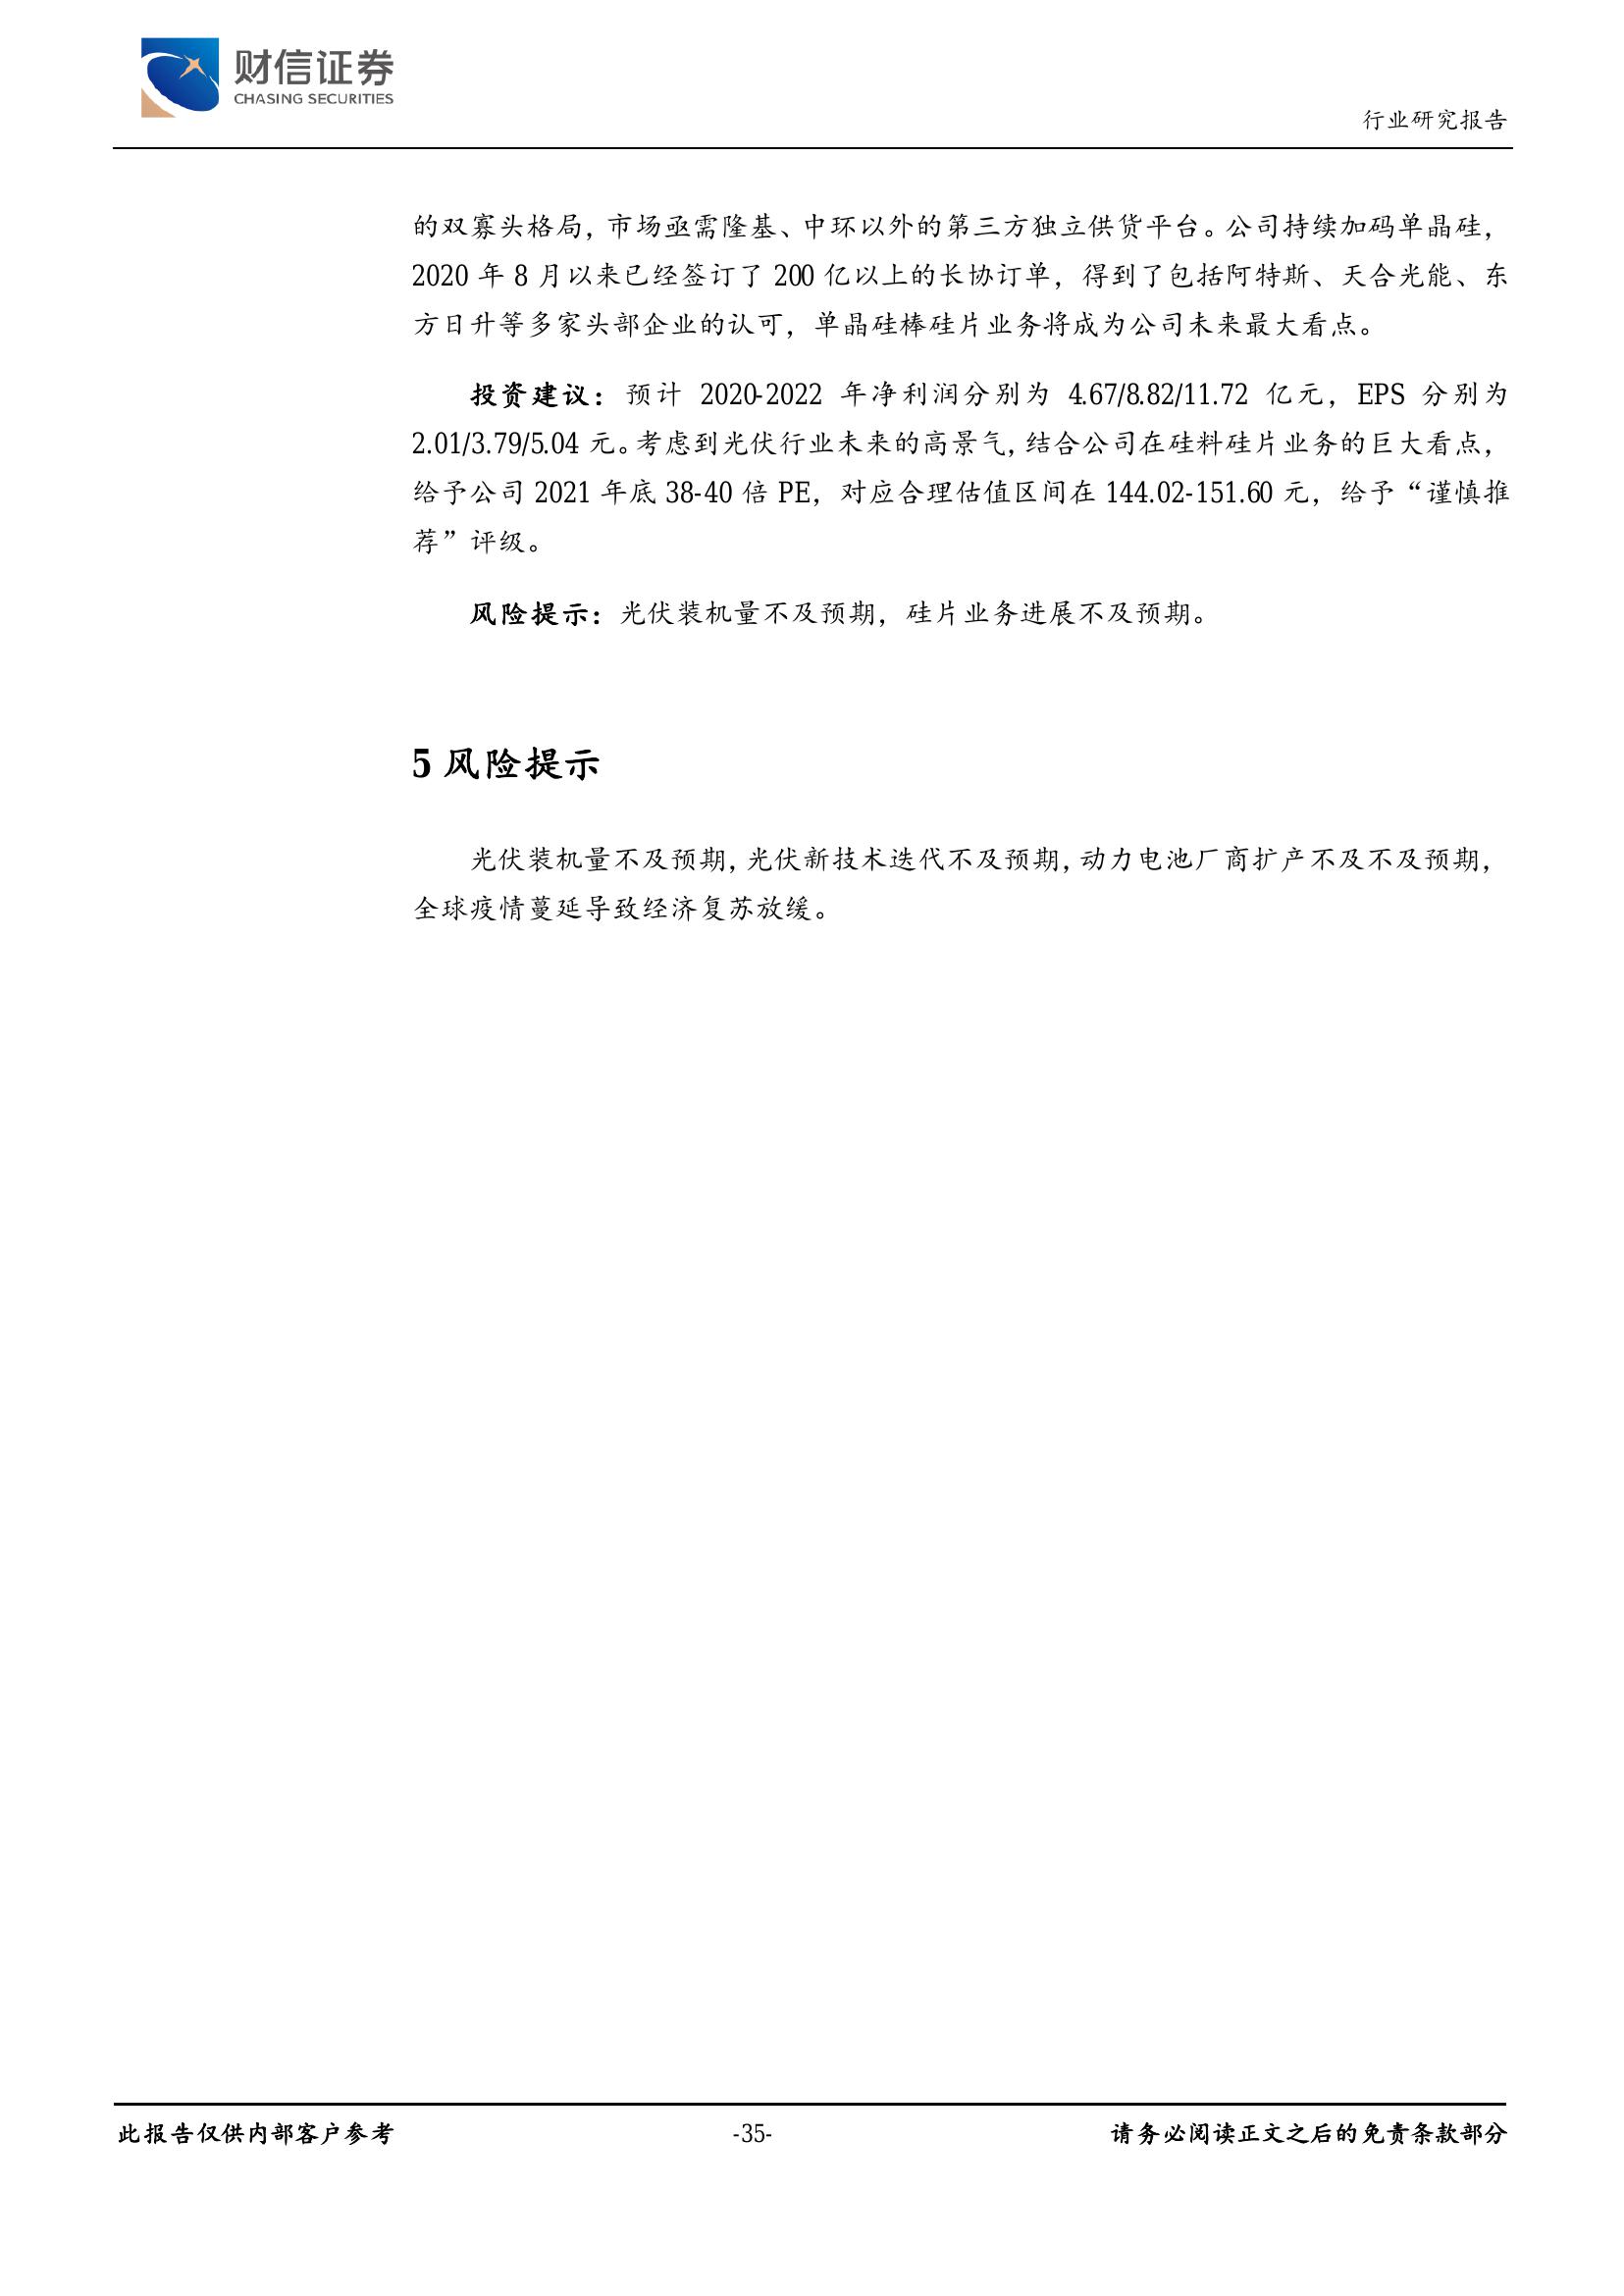 财信证券
CHASING SECURITIES
行业研究报告
的双寡头格局，市场亟需隆基、中环以外的第三方独立供货平台。公司持续加码单晶硅，
2020 年 8 月以来已经签订了 200 亿以上的长协订单，得到了包括阿特斯、天合光能、东
方日升等多家头部企业的认可，单晶硅棒硅片业务将成为公司未来最大看点。
投资建议：预计 2020-2022 年净利润分别为 4.67/8.82/11.72 亿元，EPS 分别为
2.01/3.79/5.04 元。考虑到光伏行业未来的高景气，结合公司在硅料硅片业务的巨大看点，
给予公司 2021 年底 38-40 倍 PE，对应合理估值区间在 144.02-151.60 元，给予“谨慎推
荐”评级。
风险提示：光伏装机量不及预期，硅片业务进展不及预期。
5 风险提示
光伏装机量不及预期，光伏新技术迭代不及预期，动力电池厂商扩产不及不及预期，
全球疫情蔓延导致经济复苏放缓。
此报告仅供内部客户参考
-35-
请务必阅读正文之后的免责条款部分